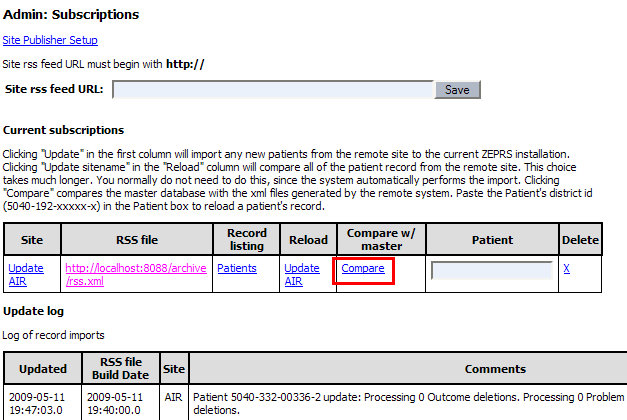 Admin: Subscriptions
Site Publisher Setup
Site rss feed URL must begin with http://
Site rss feed URL: Save
Current subscriptions
Clicking "Update" in the first column will import any new patients from the remote site to the current ZEPRS installation.
Clicking "Update sitename" in the "Reload" column will compare all of the patient record from the remote site. This choice
takes much longer. You normally do not need to do this, since the system automatically performs the import. Clicking
"Compare" compares the master database with the xml files generated by the remote system. Paste the Patient's district id
(5040-192-xxxxx-x) in the Patient box to reload a patient's record.
Site RSS file Record listing Reload Compare w/ master Patient Delete
Update AIR http://localhost:8088/archive/rss.xml Patients Update AIR Compare X
Update log
Log of record imports
Updated RSS file Build Date Site Comments
2009-05-11 19:47:03.0 2009-05-11 19:40:00.0 AIR Patient 5040-332-00336-2 update: Processing 0 Outcome deletions. Processing 0 Problem deletions.